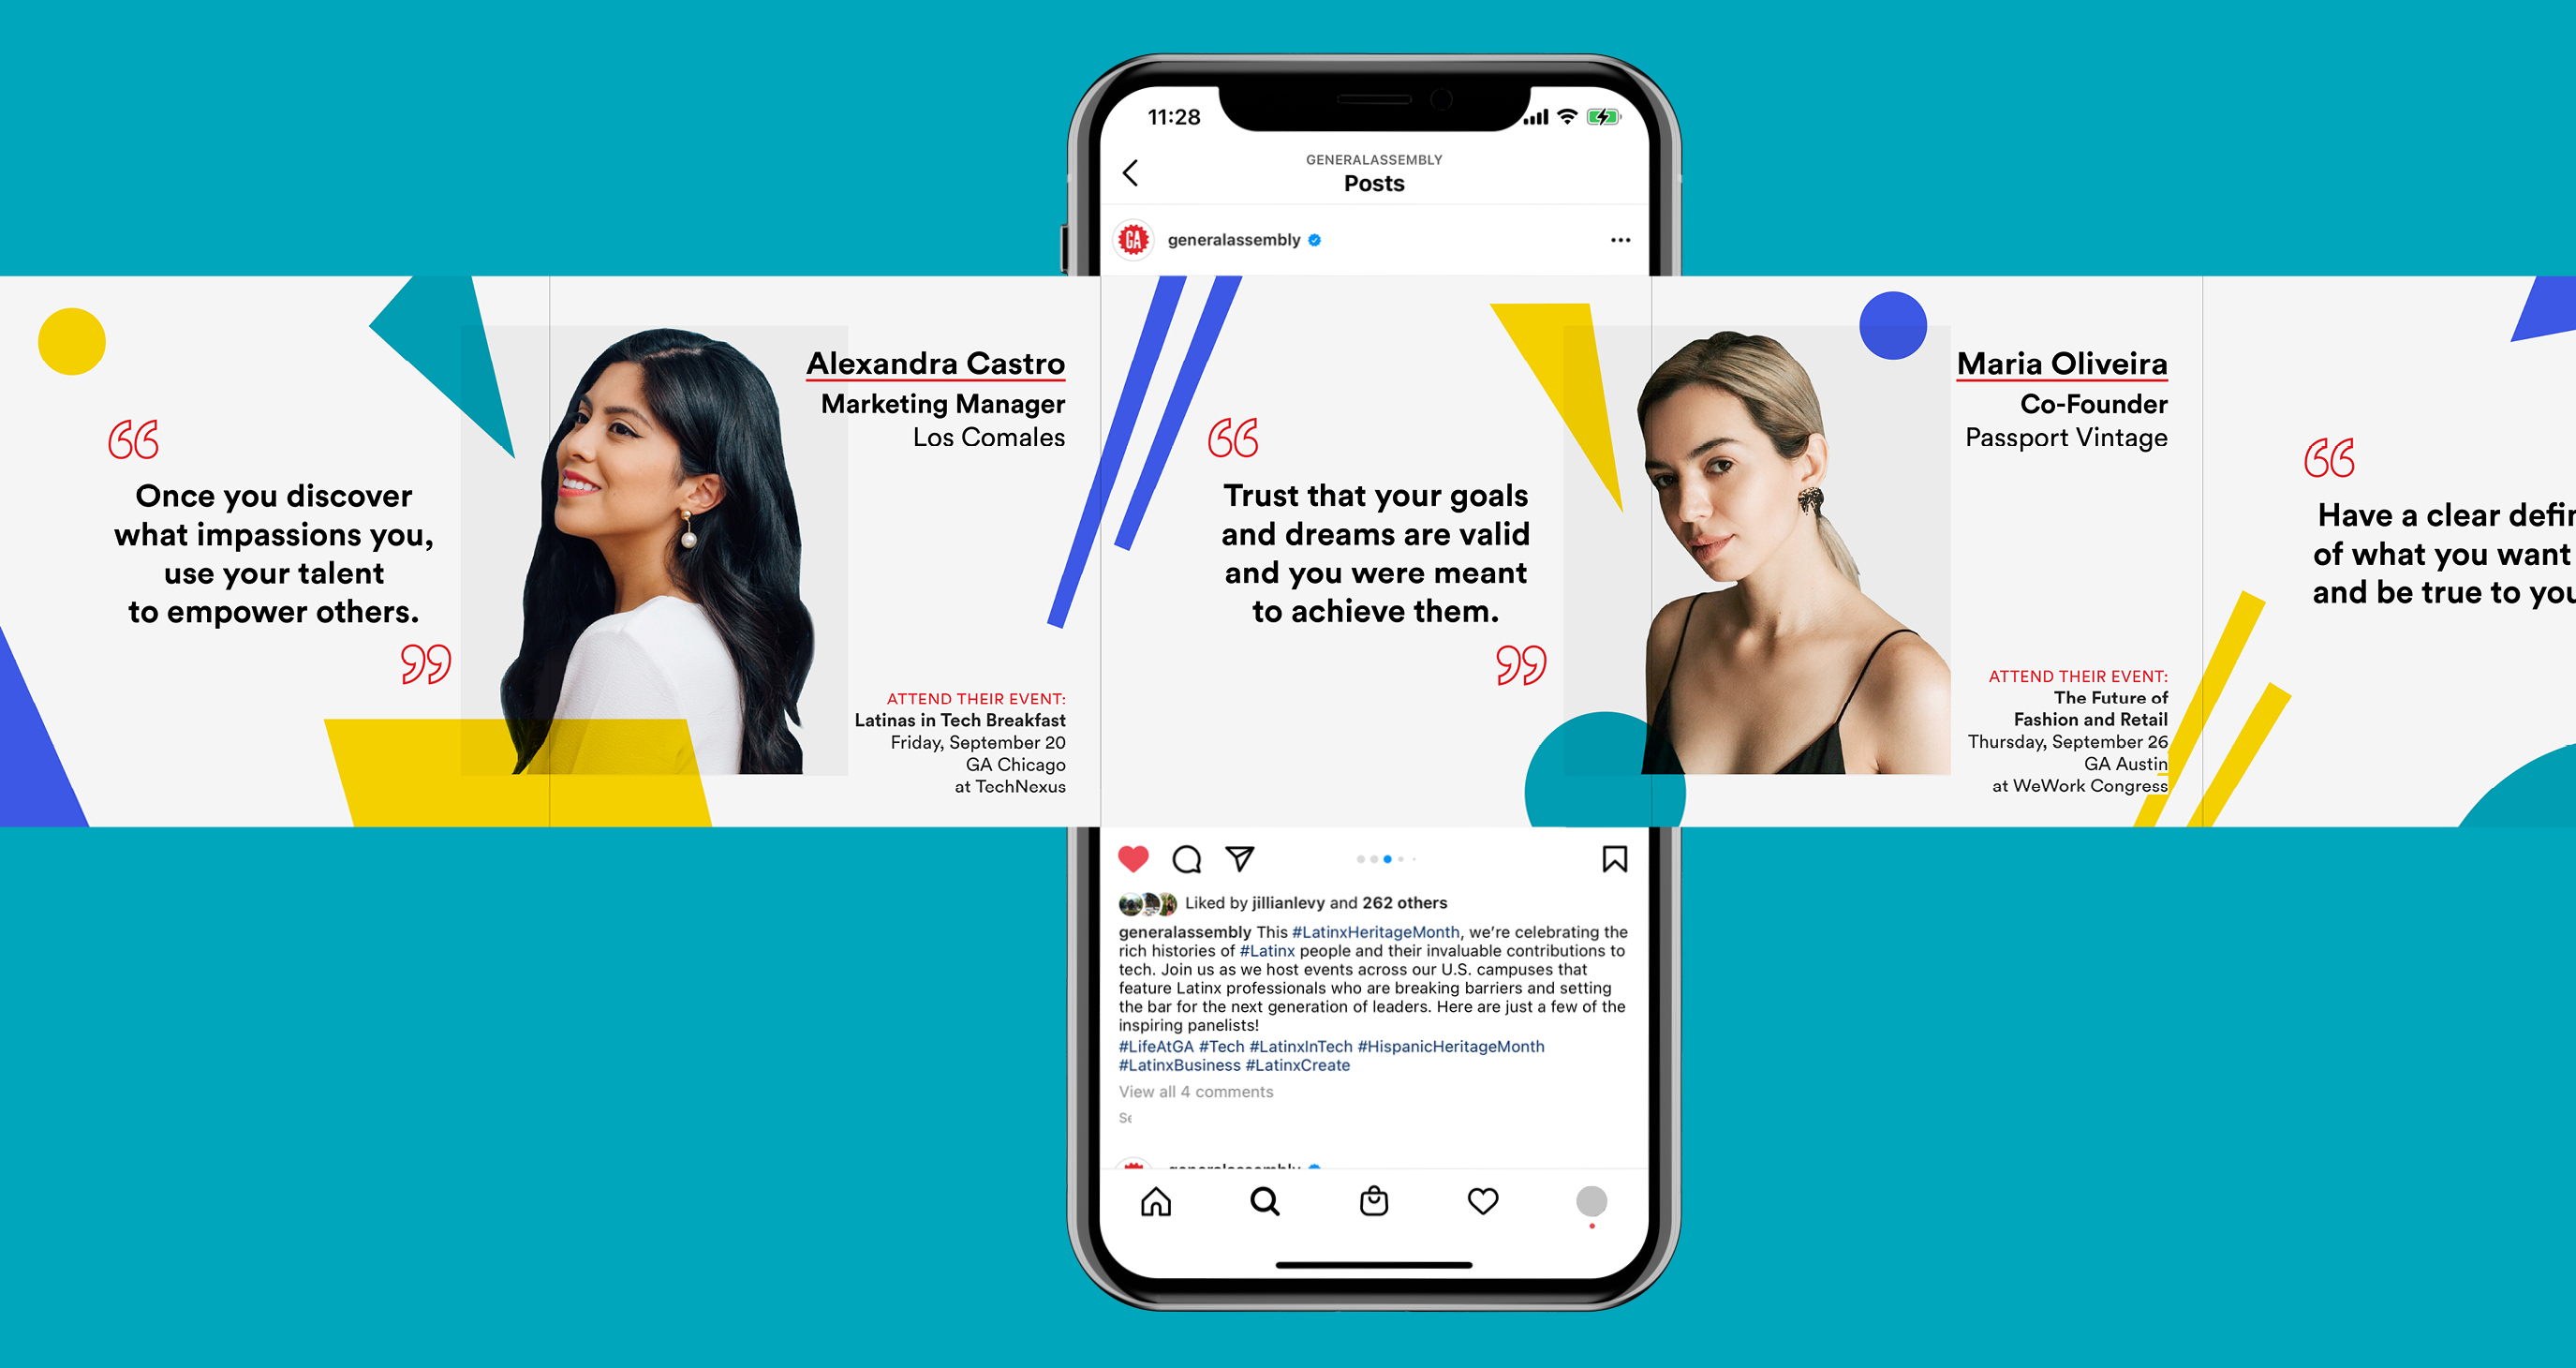 11:28
GENERALASSEMBLY
Posts
GA
generalassembly
“
Once you discover
what impassions you,
use your talent
to empower others.
”
Alexandra Castro
Marketing Manager
Los Comales
ATTEND THEIR EVENT:
Latinas in Tech Breakfast
Friday, September 20
GA Chicago
at TechNexus
“
Trust that your goals
and dreams are valid
and you were meant
to achieve them.
”
Maria Oliveira
Co-Founder
Passport Vintage
ATTEND THEIR EVENT:
The Future of
Fashion and Retail
Thursday, September 26
GA Austin
at WeWork Congress
“
Have a clear
of what you want
and be true to
Liked by jillianlevy and 262 others
generalassembly This #LatinxHeritageMonth, we’re celebrating the
rich histories of #Latinx people and their invaluable contributions to
tech. Join us as we host events across our U.S. campuses that
feature Latinx professionals who are breaking barriers and setting
the bar for the next generation of leaders. Here are just a few of the
inspiring panelists!
#LifeAtGA #Tech #LatinxInTech #HispanicHeritageMonth
#LatinxBusiness #LatinxCreate
View all 4 comments
generalassembly